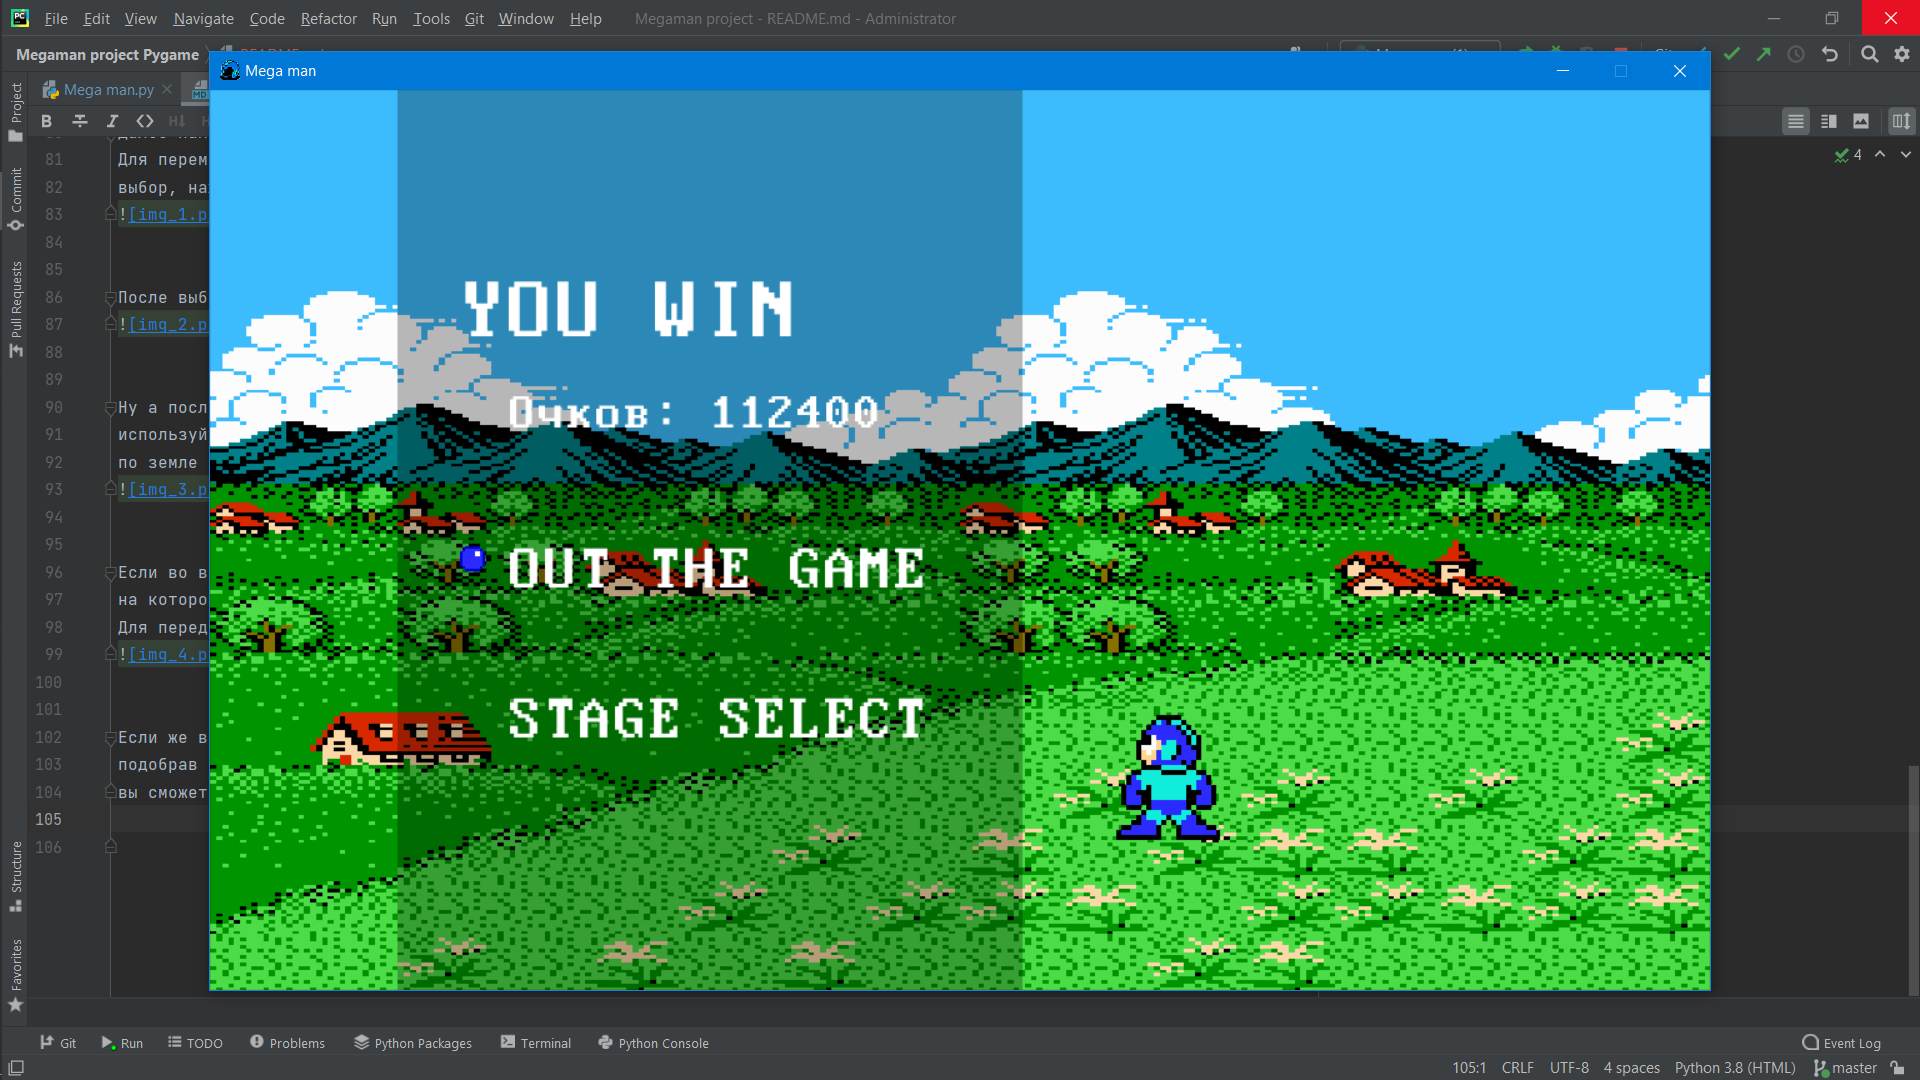 File Edit View Navigate Code Refactor Run Tools Git Window Help Megaman project - README.md - Administrator
Megaman project Pygame
Mega man
Mega man.py
Project
Commit
Pull Requests
Structure
Favorites
4
81 Для перем
82 выбор, на
83 ![img_1.p
84
85
86 После выб
87 ![img_2.p
88
89
90 Ну а посл
91 используй
92 по земле
93 ![img_3.p
94
95
96 Если во в
97 на которо
98 Для перед
99 ![img_4.p
100
101
102 Если же в
103 подобрав
104 вы сможет
105
106
YOU WIN
Очков: 112400
OUT THE GAME
STAGE SELECT
Git Run TODO Problems Python Packages Terminal Python Console Event Log
105:1 CRLF UTF-8 4 spaces Python 3.8 (HTML) master